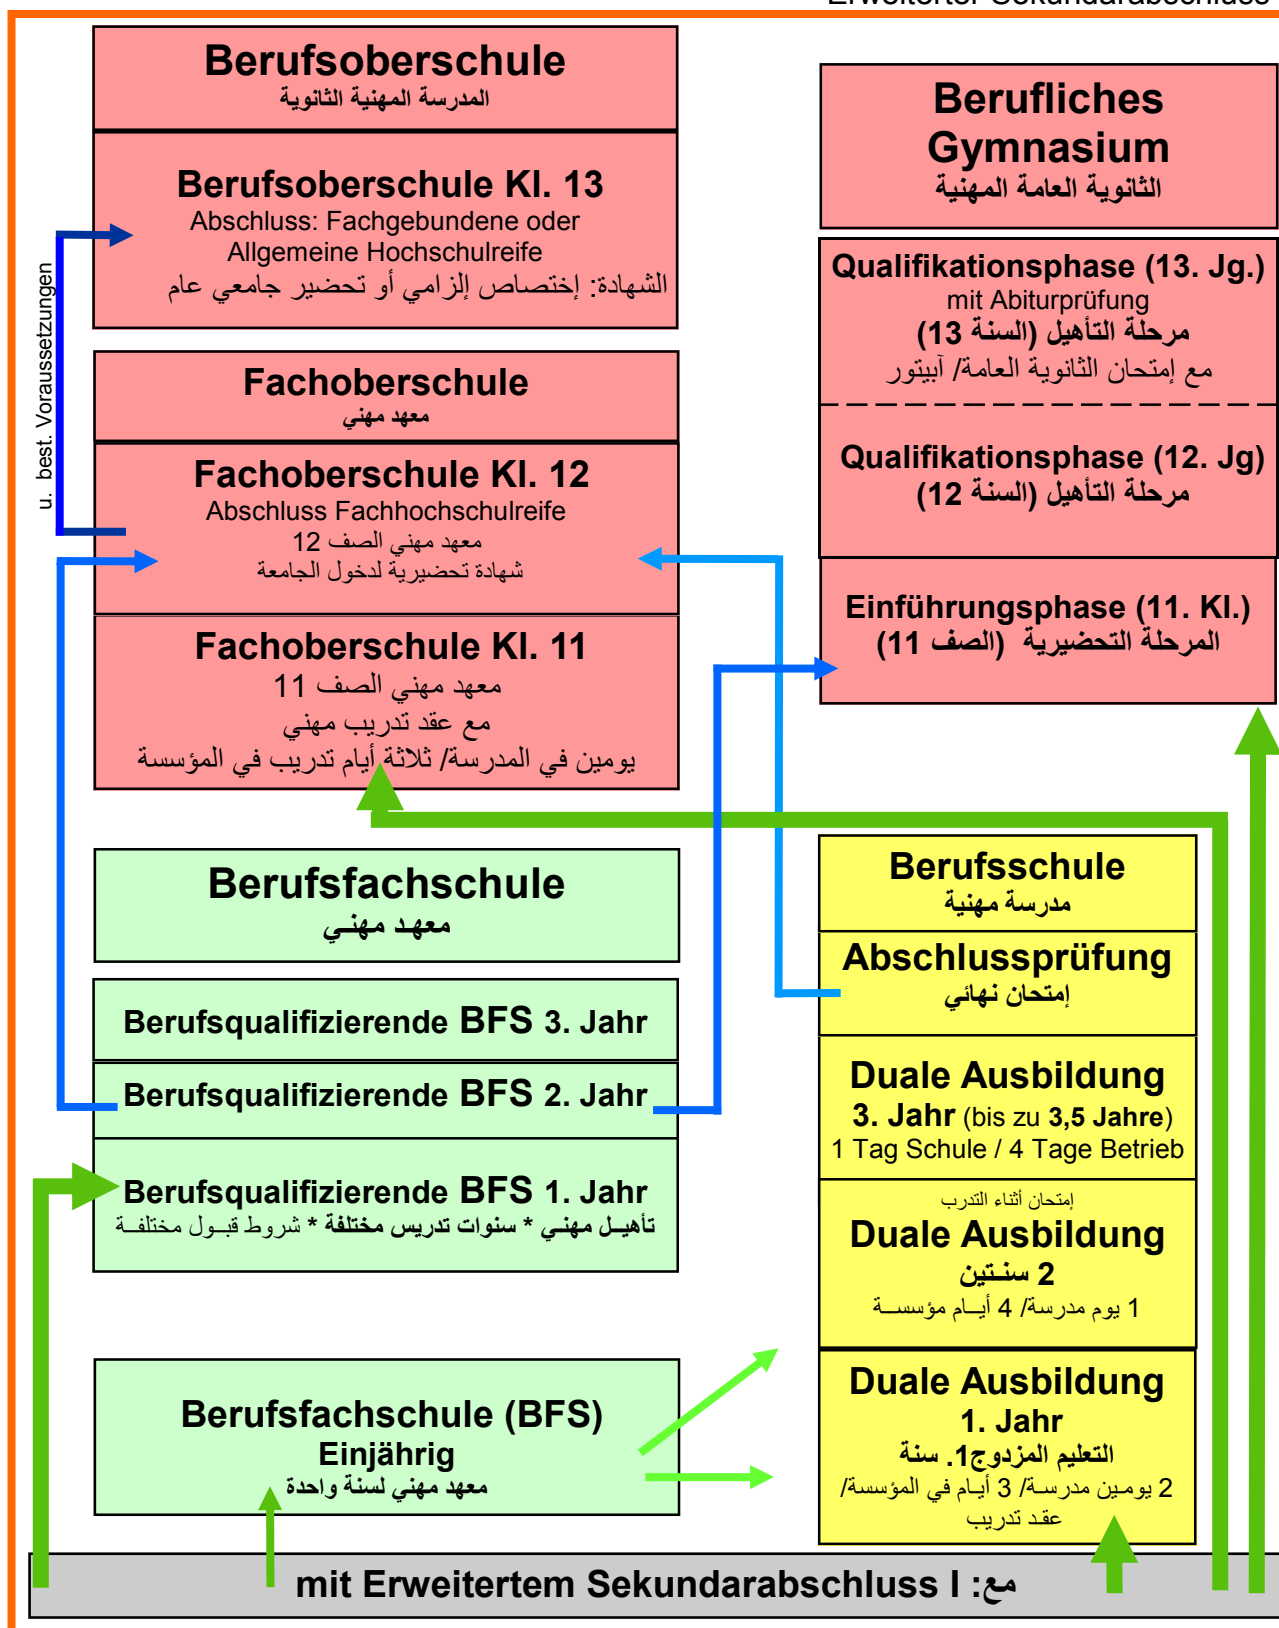 Erweiterter Sekundarabschluss
Berufsoberschule
المدرسة المهنية الثانوية
Berufsoberschule Kl. 13
Abschluss: Fachgebundene oder
Allgemeine Hochschulreife
الشهادة: إختصاص إلزامي أو تحضير جامعي عام
u. best. Voraussetzungen
Fachoberschule
معهد مهني
Fachoberschule Kl. 12
Abschluss Fachhochschulreife
معهد مهني الصف 12
شهادة تحضيرية لدخول الجامعة
Fachoberschule Kl. 11
معهد مهني الصف 11
مع عقد تدريب مهني
يومين في المدرسة/ ثلاثة أيام تدريب في المؤسسة
Berufliches
Gymnasium
الثانوية العامة المهنية
Qualifikationsphase (13. Jg.)
mit Abiturprüfung
مرحلة التأهيل (السنة 13)
مع إمتحان الثانوية العامة/ آبيتور
Qualifikationsphase (12. Jg)
مرحلة التأهيل (السنة 12)
Einführungsphase (11. Kl.)
المرحلة التحضيرية (الصف 11)
Berufsfachschule
معهد مهني
Berufsqualifizierende BFS 3. Jahr
Berufsqualifizierende BFS 2. Jahr
Berufsqualifizierende BFS 1. Jahr
تأهيل مهني * سنوات تدريس مختلفة * شروط قبول مختلفة
Berufsfachschule (BFS)
Einjährig
معهد مهني لسنة واحدة
Berufsschule
مدرسة مهنية
Abschlussprüfung
إمتحان نهائي
Duale Ausbildung
3. Jahr (bis zu 3,5 Jahre)
1 Tag Schule / 4 Tage Betrieb
إمتحان أثناء التدرب
Duale Ausbildung
2 سنتين
1 يوم مدرسة/ 4 أيام مؤسسة
Duale Ausbildung
1. Jahr
التعليم المزدوج1. سنة
2 يومين مدرسة/ 3 أيام في المؤسسة/
عقد تدريب
mit Erweitertem Sekundarabschluss I :مع